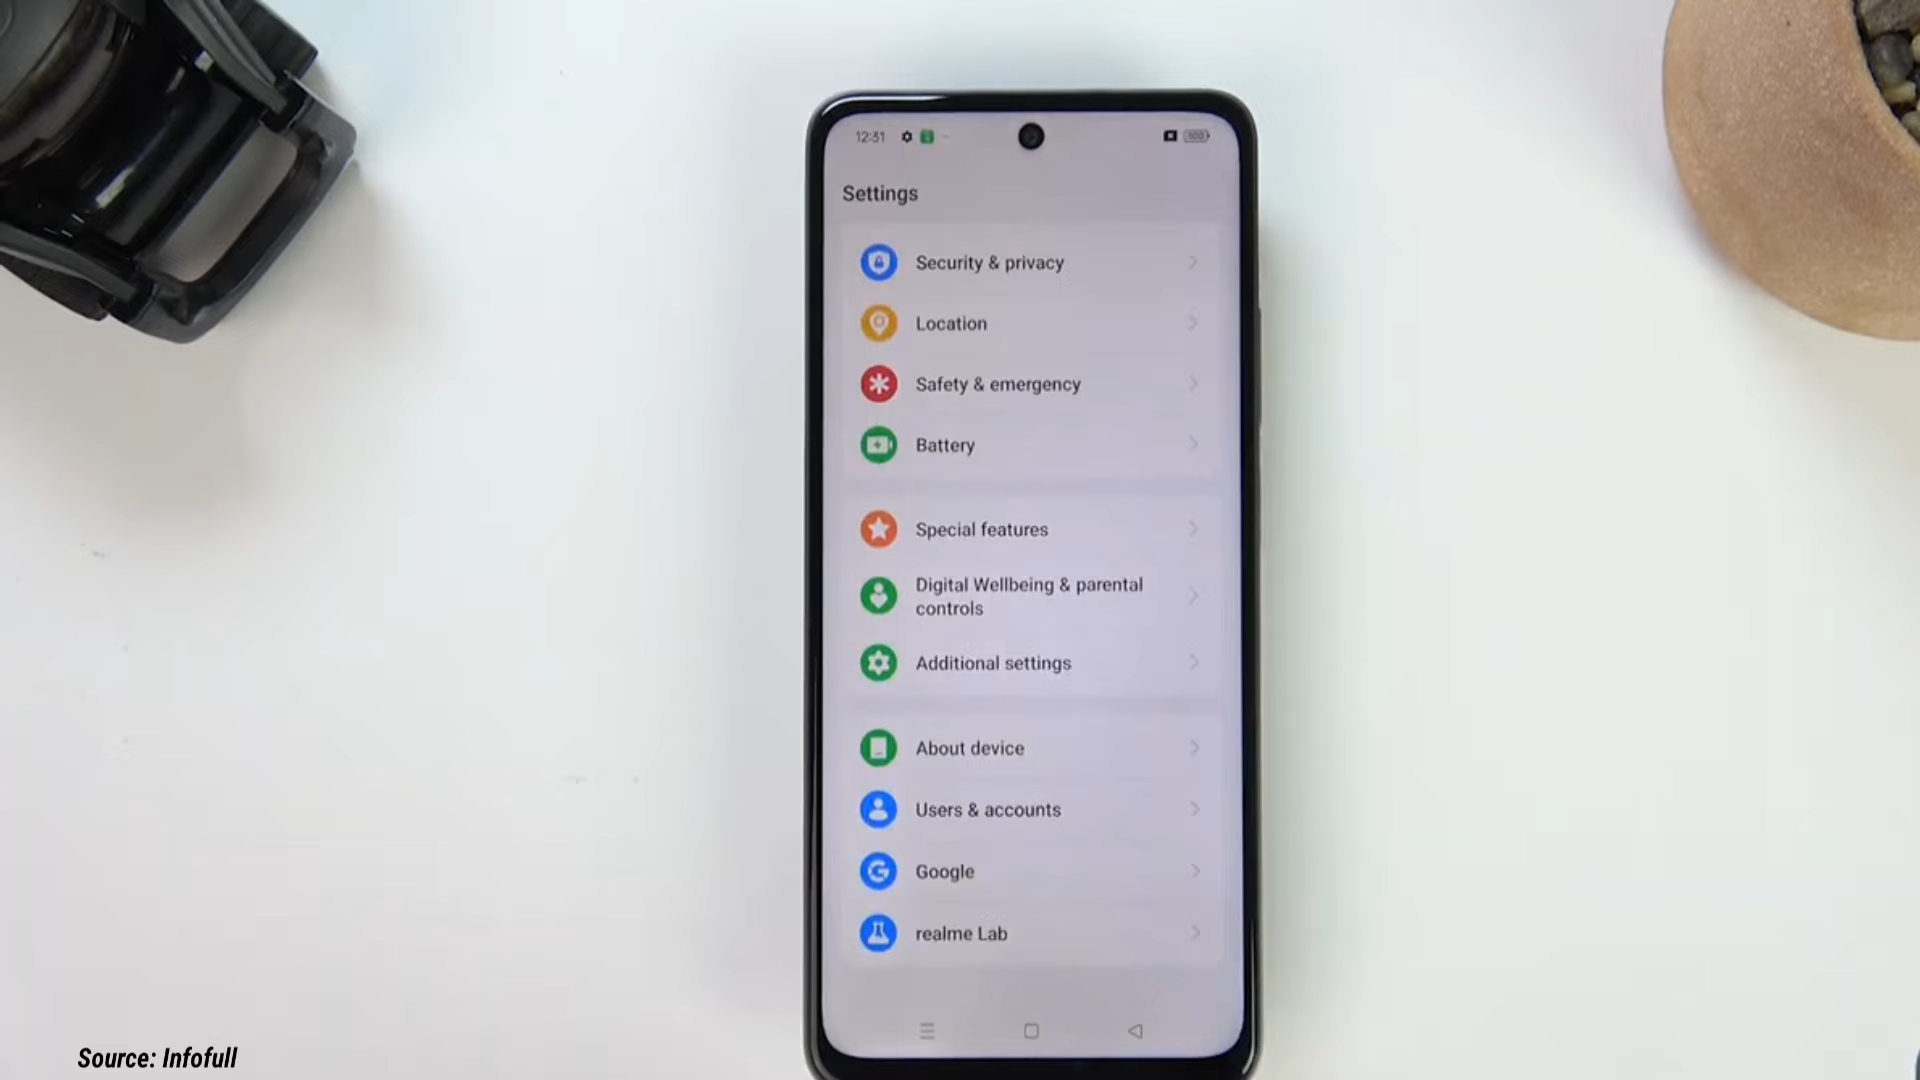 12:31
100
Settings
Security & privacy
Location
Safety & emergency
Battery
Special features
Digital Wellbeing & parental
controls
Additional settings
About device
Users & accounts
Google
realme Lab
Source: Infofull